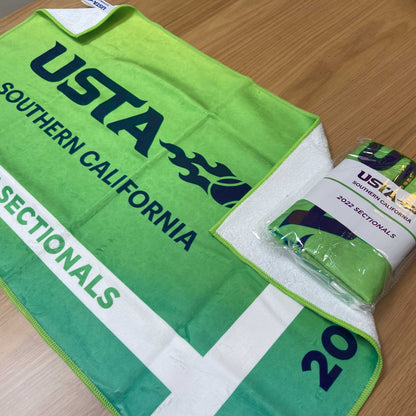 USTA
SOUTHERN CALIFORNIA
SECTIONALS
20
USTA
SOUTHERN CALIFORNIA
2022 SECTIONALS